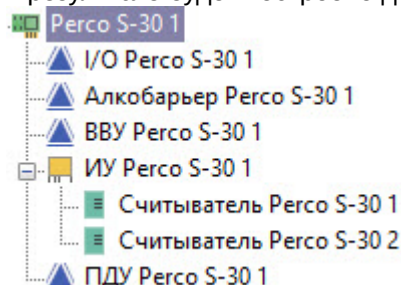 Perco S-30 1
I/O Perco S-30 1
Алкобарьер Perco S-30 1
ВВУ Perco S-30 1
ИУ Perco S-30 1
Считыватель Perco S-30 1
Считыватель Perco S-30 2
ПДУ Perco S-30 1